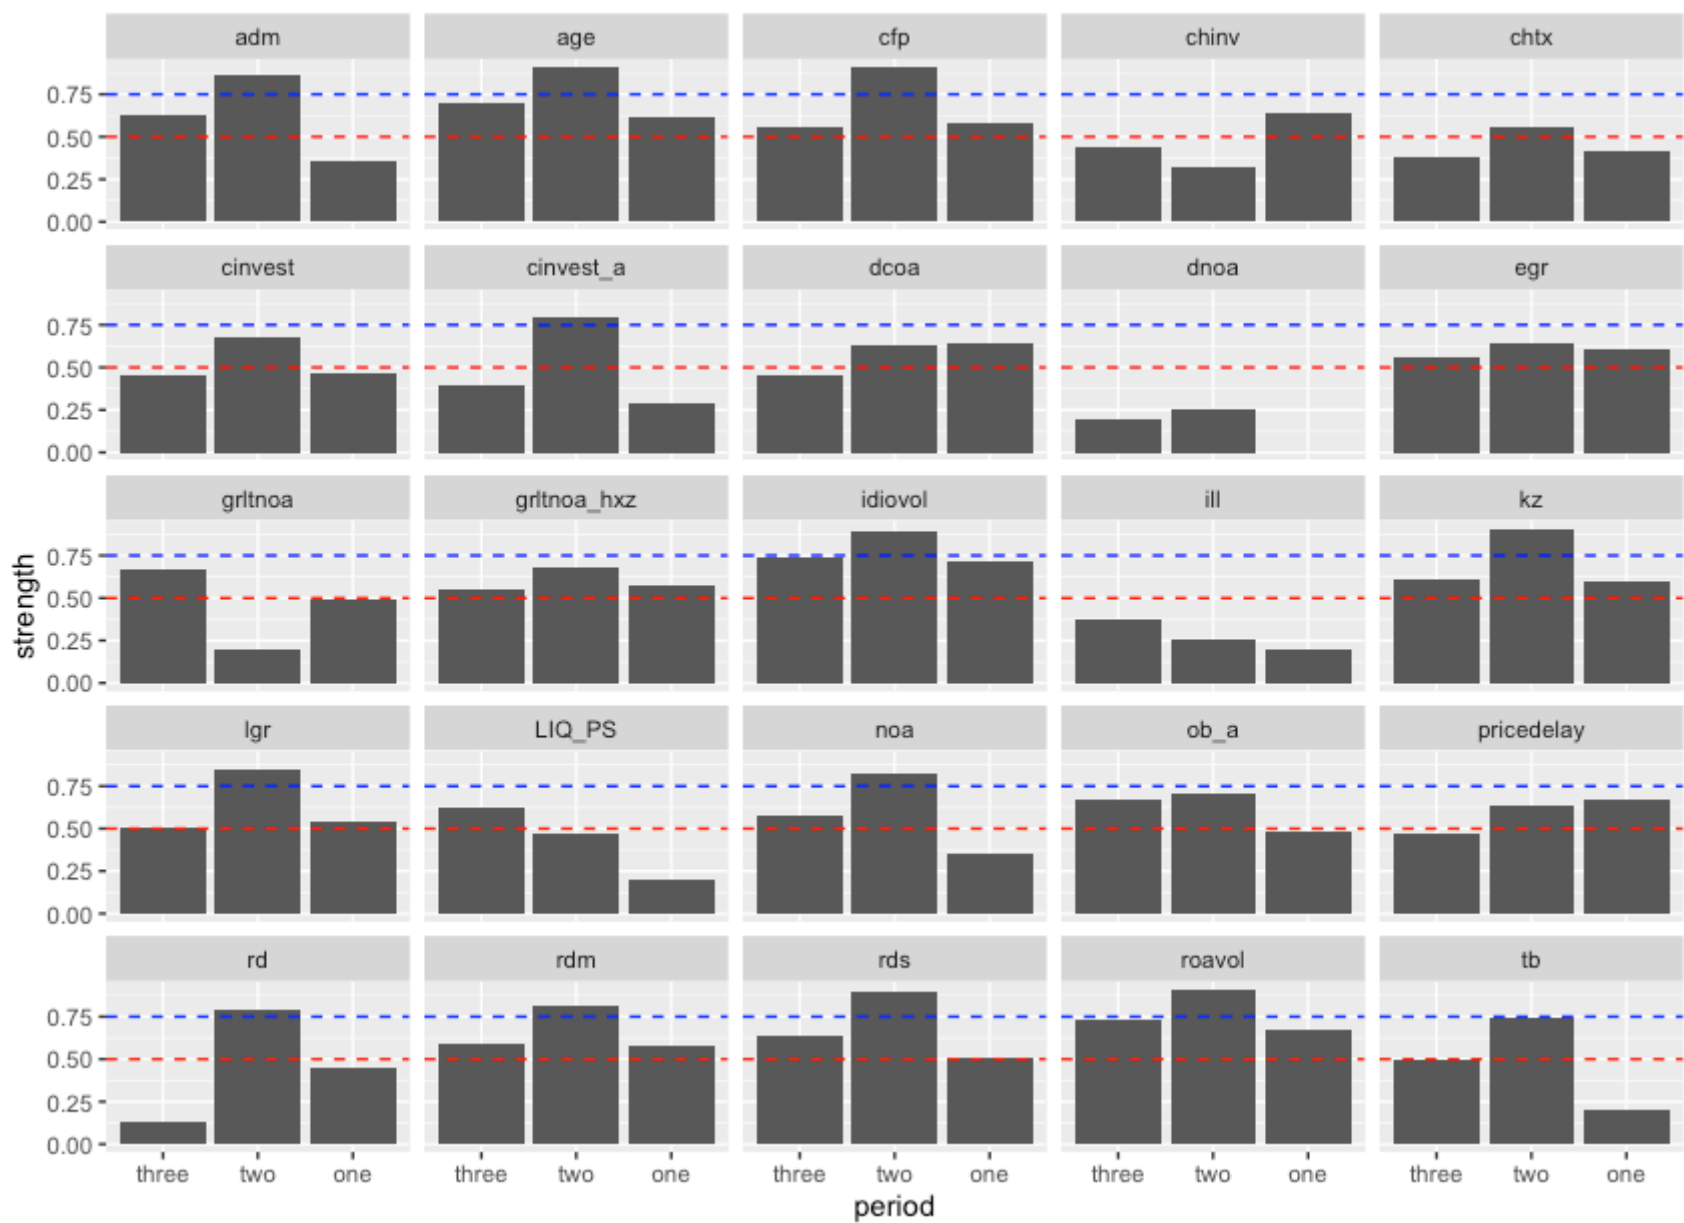 adm age cfp chinv chtx
0.75
0.50
0.25
0.00
cinvest cinvest_a dcoa dnoa egr
0.75
0.50
0.25
0.00
grltnoa grltnoa_hxz idiovol ill kz
0.75
0.50
0.25
0.00
strength
lgr LIQ_PS noa ob_a pricedelay
0.75
0.50
0.25
0.00
rd rdm rds roavol tb
0.75
0.50
0.25
0.00
three two one three two one three two one three two one three two one
period